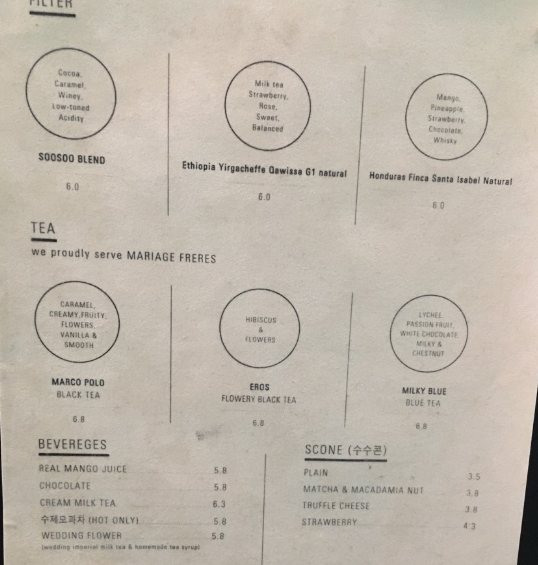 FILTER
Cocoa,
Caramel,
Winey,
Low-toned
Acidity
SOOSOO BLEND
6.0
Milk tea
Strawberry,
Rose,
Sweet,
Balanced
Ethiopia Yirgacheffe Gawissa G1 natural
6.0
Mango,
Pineapple,
Strawberry,
Chocolate,
Whisky
Honduras Finca Santa Isabel Natural
6.0
TEA
we proudly serve MARIAGE FRERES
CARAMEL,
CREAMY,FRUITY,
FLOWERS,
VANILLA &
SMOOTH
MARCO POLO
BLACK TEA
6.8
HIBISCUS
&
FLOWERS
EROS
FLOWERY BLACK TEA
6.8
LYCHEE,
PASSION FRUIT,
WHITE CHOCOLATE
MILKY &
CHESTNUT
MILKY BLUE
BLUE TEA
6.8
BEVEREGES
REAL MANGO JUICE 5.8
CHOCOLATE 5.8
CREAM MILK TEA 6.3
수제모과차 (HOT ONLY) 5.8
WEDDING FLOWER 5.8
(wedding imperial milk tea & homemade tea syrup)
SCONE (수수콘)
PLAIN 3.5
MATCHA & MACADAMIA NUT 3.8
TRUFFLE CHEESE 3.8
STRAWBERRY 4.3